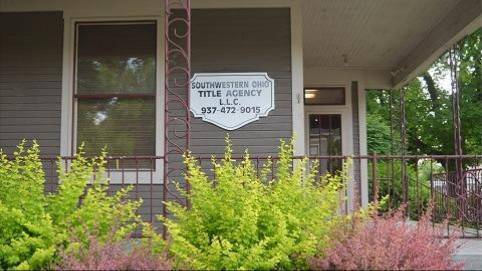 SOUTHWESTERN OHIO
TITLE AGENCY
L.L.C.
937-472-9015